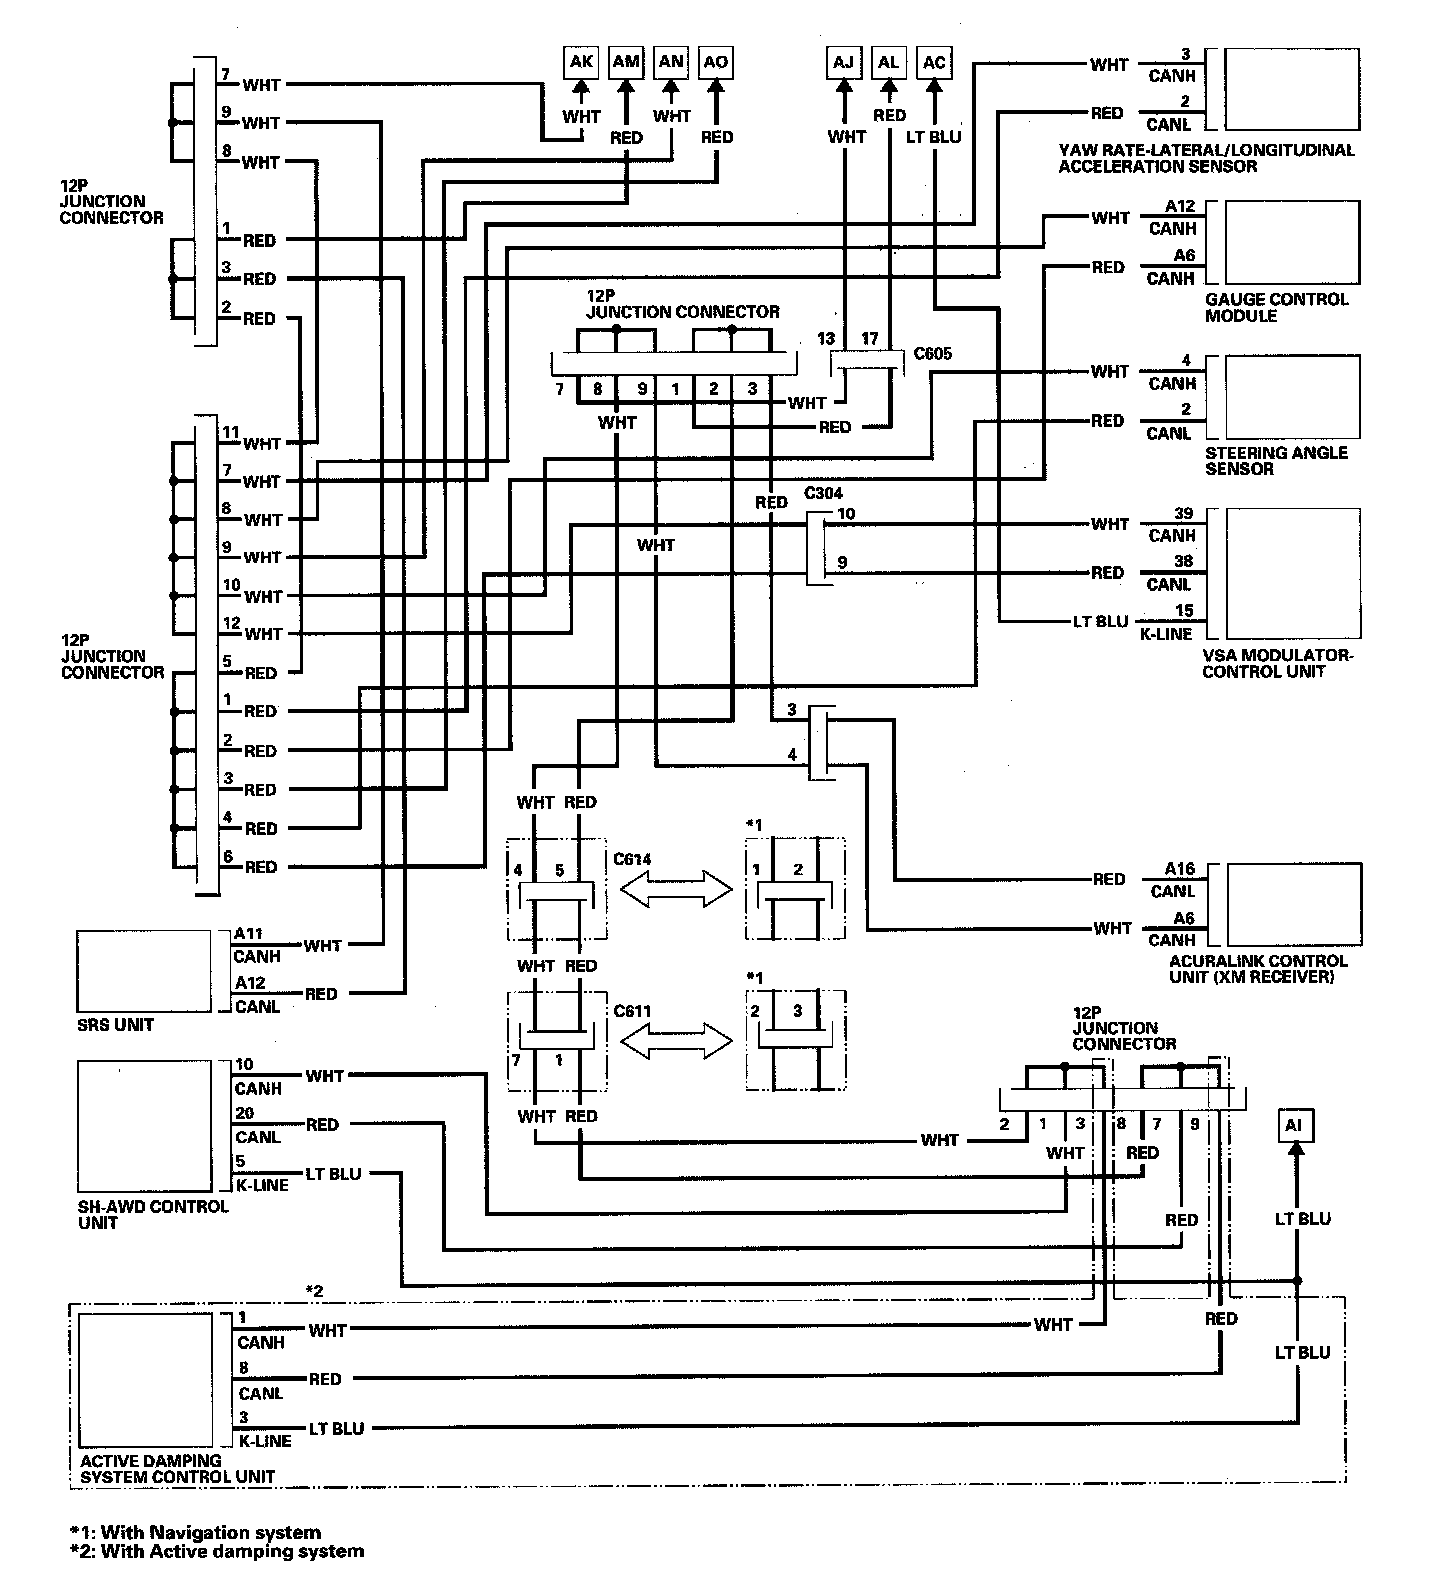 AK AM AN AO AJ AL AC
7 WHT
9 WHT
8 WHT
12P
JUNCTION
CONNECTOR
1 RED
3 RED
2 RED
WHT RED WHT RED
WHT RED LT BLU
WHT 3 CANH
RED 2 CANL
YAW RATE-LATERAL/LONGITUDINAL
ACCELERATION SENSOR
WHT A12 CANH
RED A6 CANH
GAUGE CONTROL
MODULE
12P
JUNCTION CONNECTOR
13 17 C605
7 8 9 1 2 3
WHT
WHT
RED
WHT 4 CANH
RED 2 CANL
STEERING ANGLE
SENSOR
11 WHT
7 WHT
8 WHT
9 WHT
10 WHT
12 WHT
12P
JUNCTION
CONNECTOR
5 RED
1 RED
2 RED
3 RED
4 RED
6 RED
RED
C304
10
9
WHT
WHT 39 CANH
RED 38 CANL
LT BLU 15 K-LINE
VSA MODULATOR-
CONTROL UNIT
3
4
WHT RED
4 5 C614
*1
1 2
RED A16 CANL
WHT A6 CANH
ACURALINK CONTROL
UNIT (XM RECEIVER)
A11 CANH WHT
A12 CANL RED
SRS UNIT
WHT RED
C611
7 1
*1
2 3
WHT RED
12P
JUNCTION
CONNECTOR
2 1 3 8 7 9
AI
WHT
WHT
RED
RED
LT BLU
10 CANH WHT
20 CANL RED
5 K-LINE LT BLU
SH-AWD CONTROL
UNIT
*2
1 CANH WHT
WHT
RED
8 CANL RED
LT BLU
3 K-LINE LT BLU
ACTIVE DAMPING
SYSTEM CONTROL UNIT
*1: With Navigation system
*2: With Active damping system